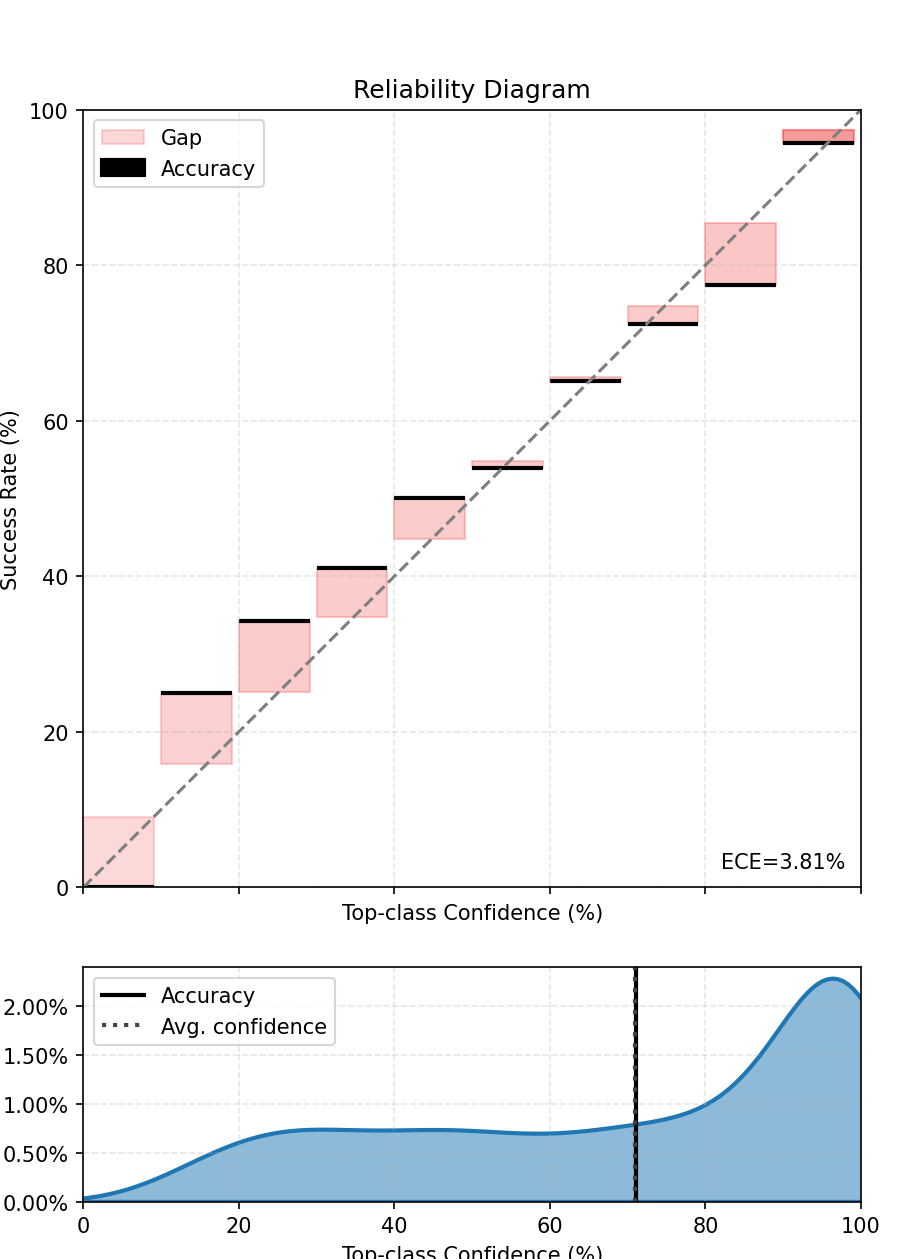 Reliability Diagram
100
80
60
40
20
0
Success Rate (%)
Gap
Accuracy
ECE=3.81%
Top-class Confidence (%)
2.00%
1.50%
1.00%
0.50%
0.00%
Accuracy
Avg. confidence
0 20 40 60 80 100
Top-class Confidence (%)